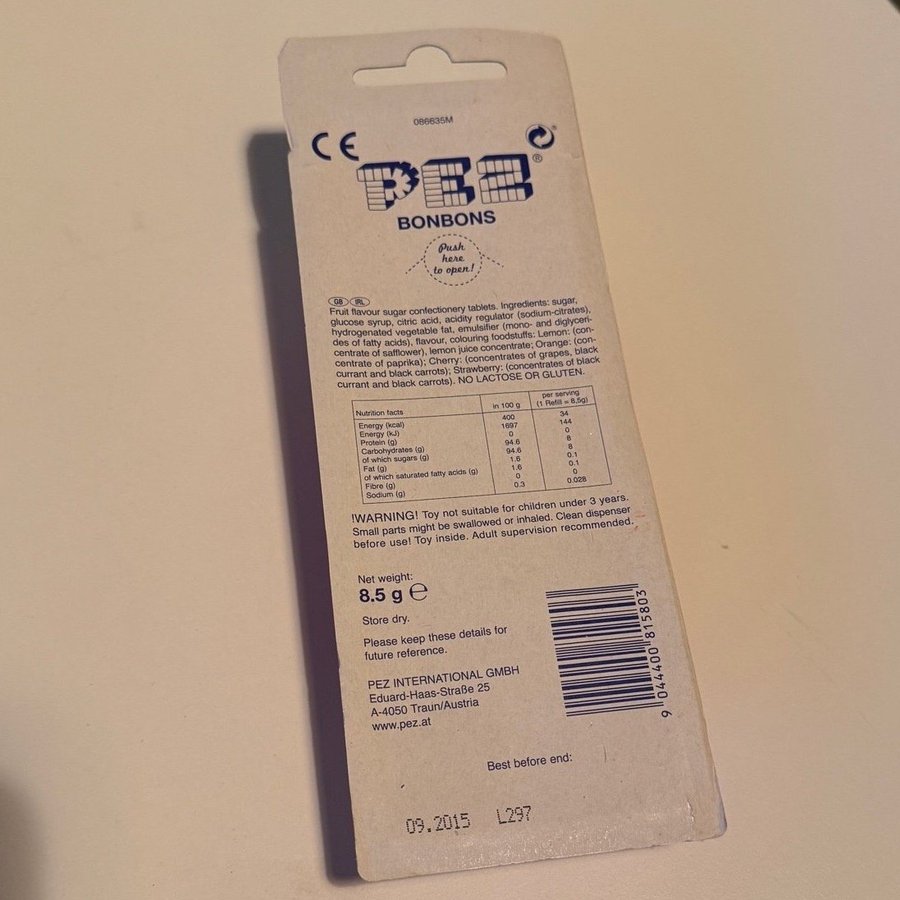 086635M
CE
PEZ®
BONBONS
Push
here
to open!
GB IRL
Fruit flavour sugar confectionery tablets. Ingredients: sugar,
glucose syrup, citric acid, acidity regulator (sodium-citrates),
hydrogenated vegetable fat, emulsifier (mono- and diglyceri-
des of fatty acids), flavour, colouring foodstuffs: Lemon: (con-
centrate of safflower), lemon juice concentrate; Orange: (con-
centrate of paprika); Cherry: (concentrates of grapes, black
currant and black carrots); Strawberry: (concentrates of black
currant and black carrots). NO LACTOSE OR GLUTEN.
Nutrition facts in 100 g per serving
(1 Refill = 8,5g)
Energy (kcal) 400 34
Energy (kJ) 1697 144
Protein (g) 0 0
Carbohydrates (g) 94.6 8
of which sugars (g) 94.6 8
Fat (g) 1.6 0.1
of which saturated fatty acids (g) 1.6 0.1
Fibre (g) 0 0
Sodium (g) 0.3 0.028
!WARNING! Toy not suitable for children under 3 years.
Small parts might be swallowed or inhaled. Clean dispenser
before use! Toy inside. Adult supervision recommended.
Net weight:
8.5 g ℮
Store dry.
Please keep these details for
future reference.
PEZ INTERNATIONAL GMBH
Eduard-Haas-Straße 25
A-4050 Traun/Austria
www.pez.at
9 044400 815803
Best before end:
09.2015 L297